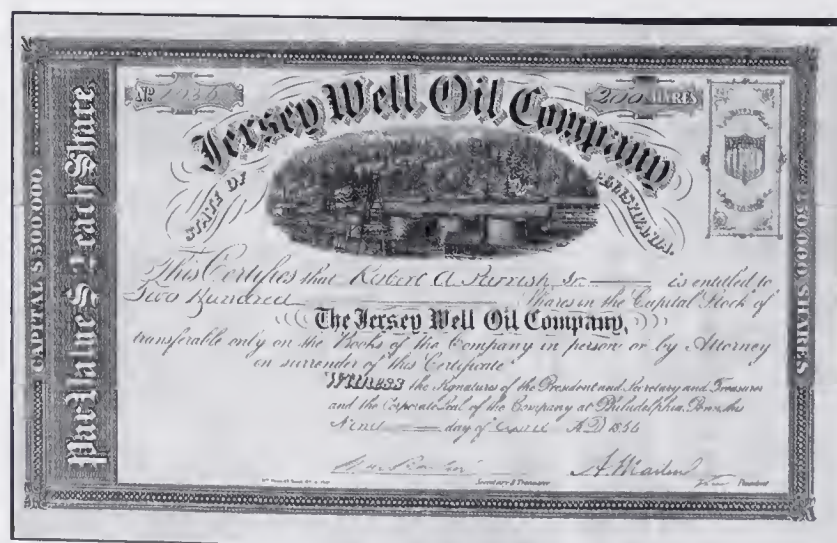 No
200 SHARES
Jersey Well Oil Company
STATE OF PENNSYLVANIA.
CAPITAL $500.000
Par Value $ each Share
50,000 SHARES
This Certifies that Robert A. Parrish Jr. is entitled to
Two Hundred Shares in the Capital Stock of
The Jersey Well Oil Company,
transferable only on the Books of the Company in person or by Attorney
on surrender of this Certificate
WITNESS the Signatures of the President and Secretary and Treasurer
and the Corporate Seal of the Company at Philadelphia
day of April A.D. 186
Secretary & Treasurer
President